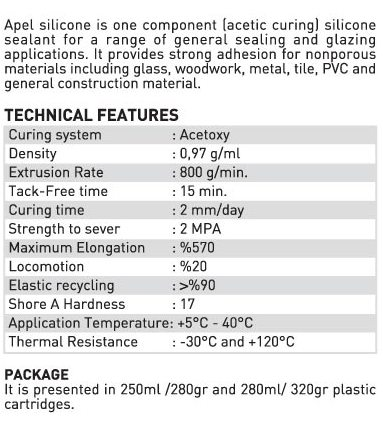 Apel silicone is one component (acetic curing) silicone
sealant for a range of general sealing and glazing
applications. It provides strong adhesion for nonporous
materials including glass, woodwork, metal, tile, PVC and
general construction material.
TECHNICAL FEATURES
Curing system : Acetoxy
Density : 0,97 g/ml
Extrusion Rate : 800 g/min.
Tack-Free time : 15 min.
Curing time : 2 mm/day
Strength to sever : 2 MPA
Maximum Elongation : %570
Locomotion : %20
Elastic recycling : >%90
Shore A Hardness : 17
Application Temperature: +5°C - 40°C
Thermal Resistance : -30°C and +120°C
PACKAGE
It is presented in 250ml /280gr and 280ml/ 320gr plastic
cartridges.